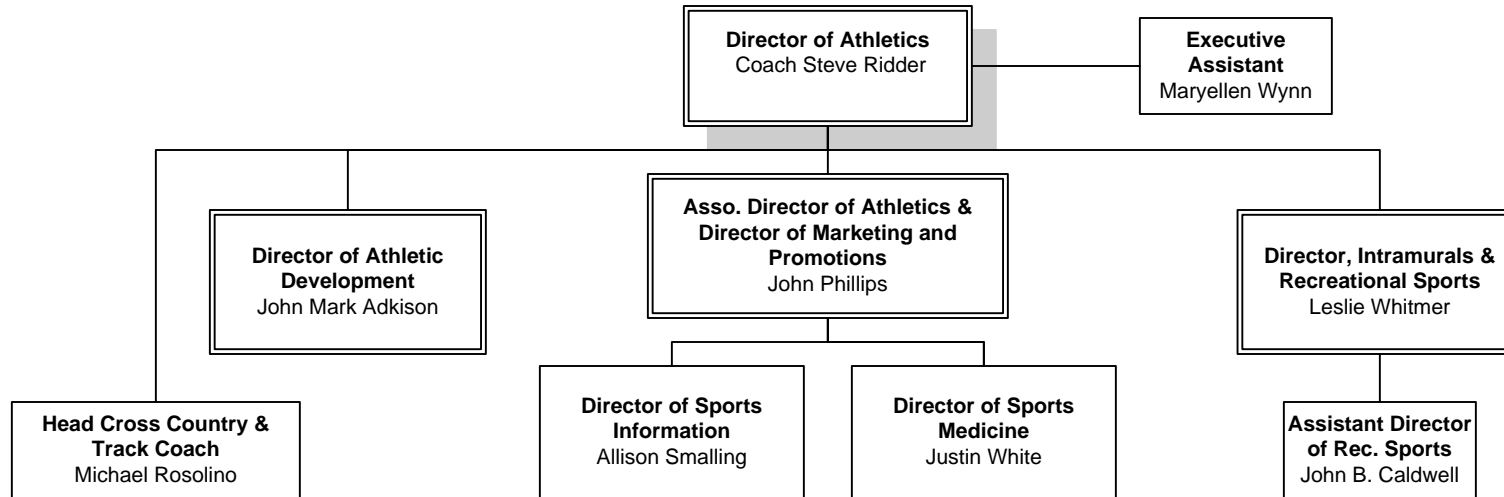 Director of Athletics
Coach Steve Ridder
Executive
Assistant
Maryellen Wynn
Director of Athletic
Development
John Mark Adkison
Asso. Director of Athletics &
Director of Marketing and
Promotions
John Phillips
Director, Intramurals &
Recreational Sports
Leslie Whitmer
Head Cross Country &
Track Coach
Michael Rosolino
Director of Sports
Information
Allison Smalling
Director of Sports
Medicine
Justin White
Assistant Director
of Rec. Sports
John B. Caldwell